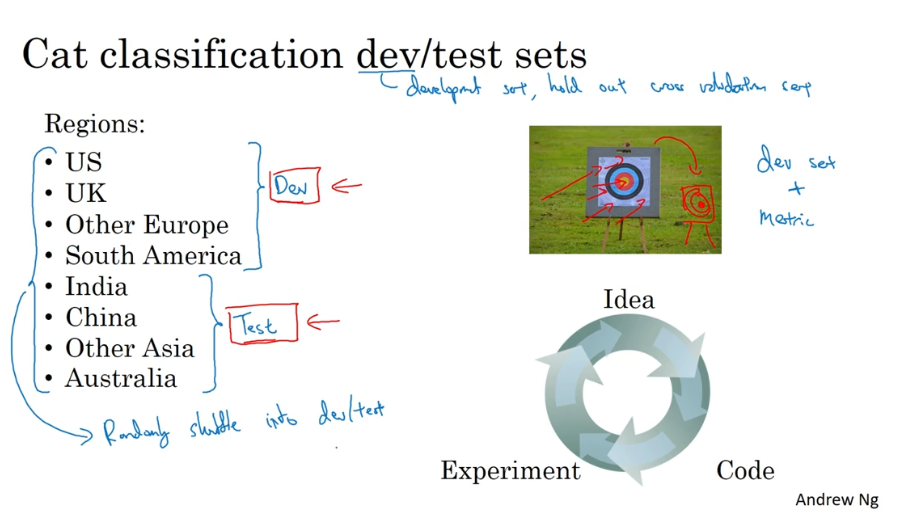 Cat classification dev/test sets
development set, hold out cross validation set
Regions:
• US
• UK
• Other Europe
• South America
• India
• China
• Other Asia
• Australia
Dev
Test
Randomly shuffle into dev/test
dev set
+
metric
Idea
Code
Experiment
Andrew Ng